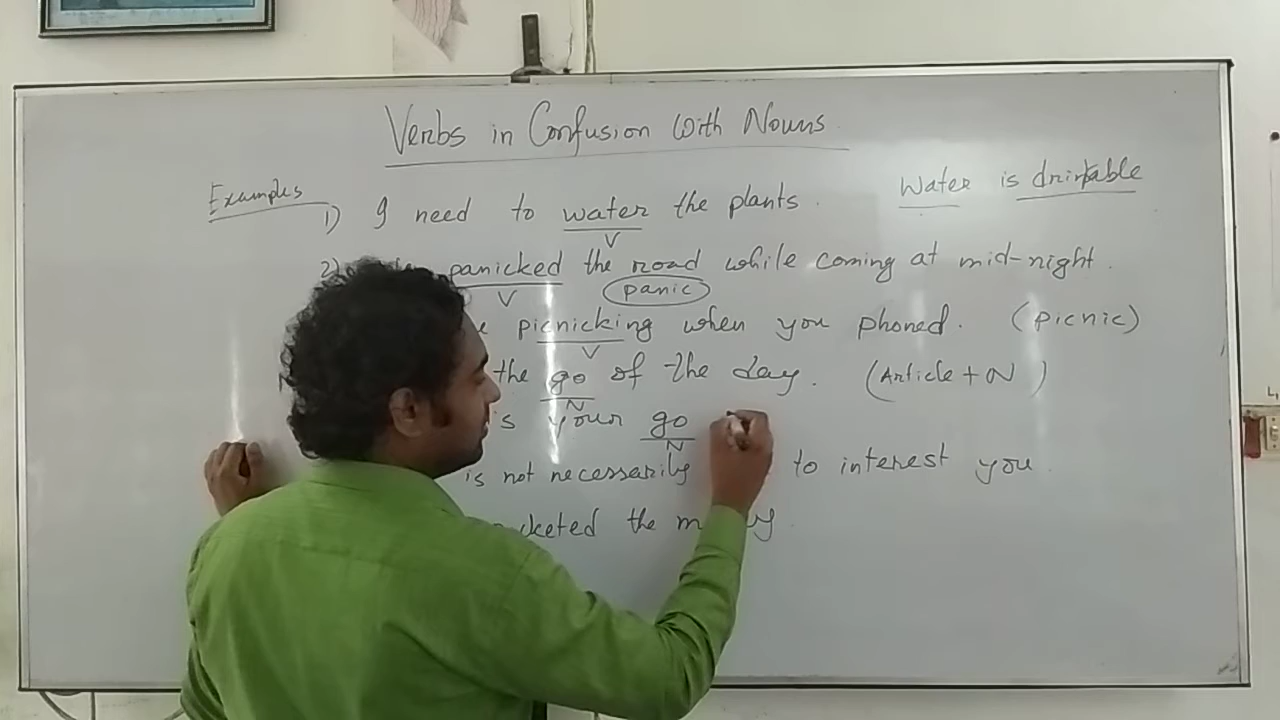 Verbs in Confusion with Nouns
Water is drinkable
Examples
1) I need to water the plants.
V
2) panicked the road while coming at mid-night.
V panic
picnicking when you phoned. (picnic)
V
the go of the day. (Article + N)
N
is your go
N
is not necessarily to interest you.
the